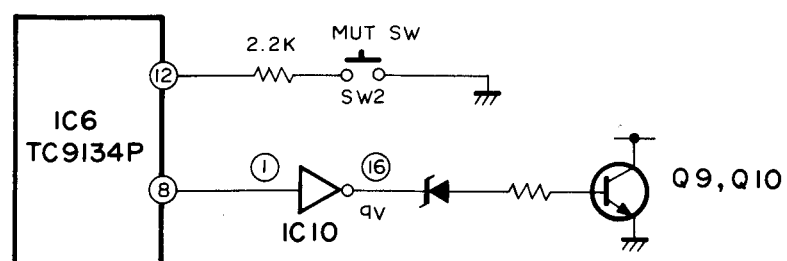 2.2K
MUT SW
12
SW2
IC6
TC9134P
1
16
8
IC10
9V
Q9, Q10